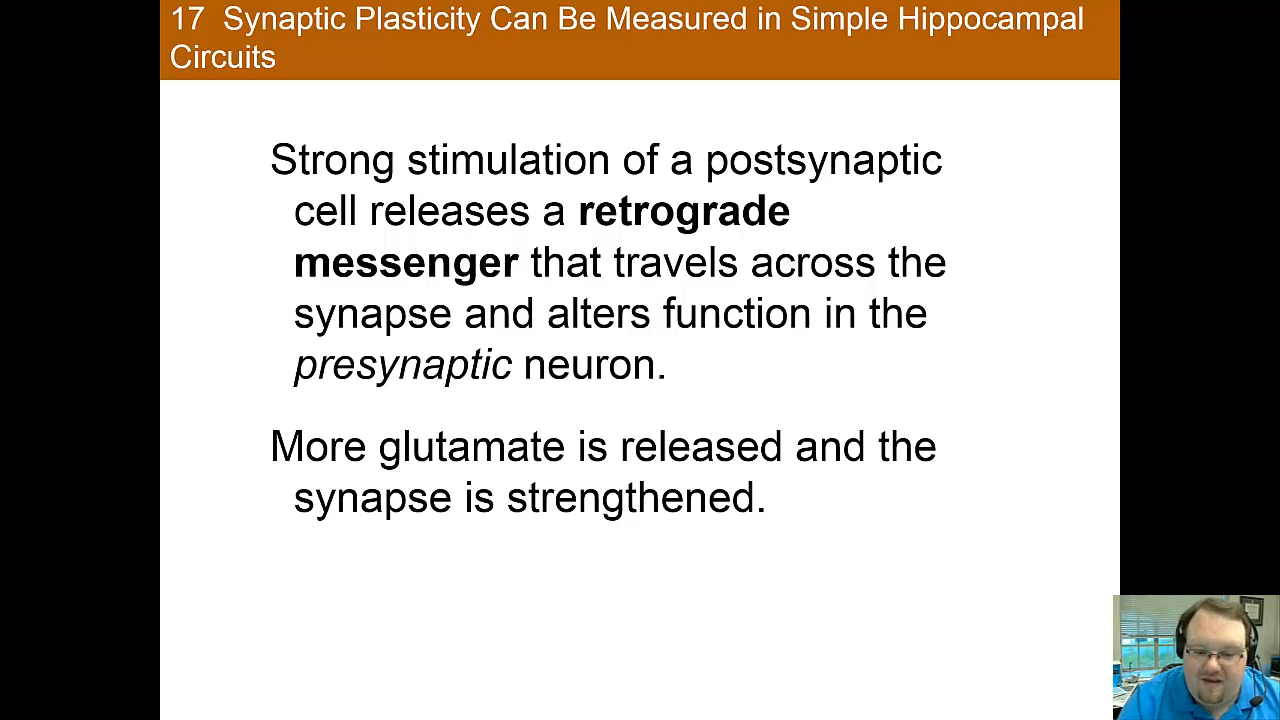 17 Synaptic Plasticity Can Be Measured in Simple Hippocampal
Circuits
Strong stimulation of a postsynaptic
cell releases a retrograde
messenger that travels across the
synapse and alters function in the
presynaptic neuron.
More glutamate is released and the
synapse is strengthened.